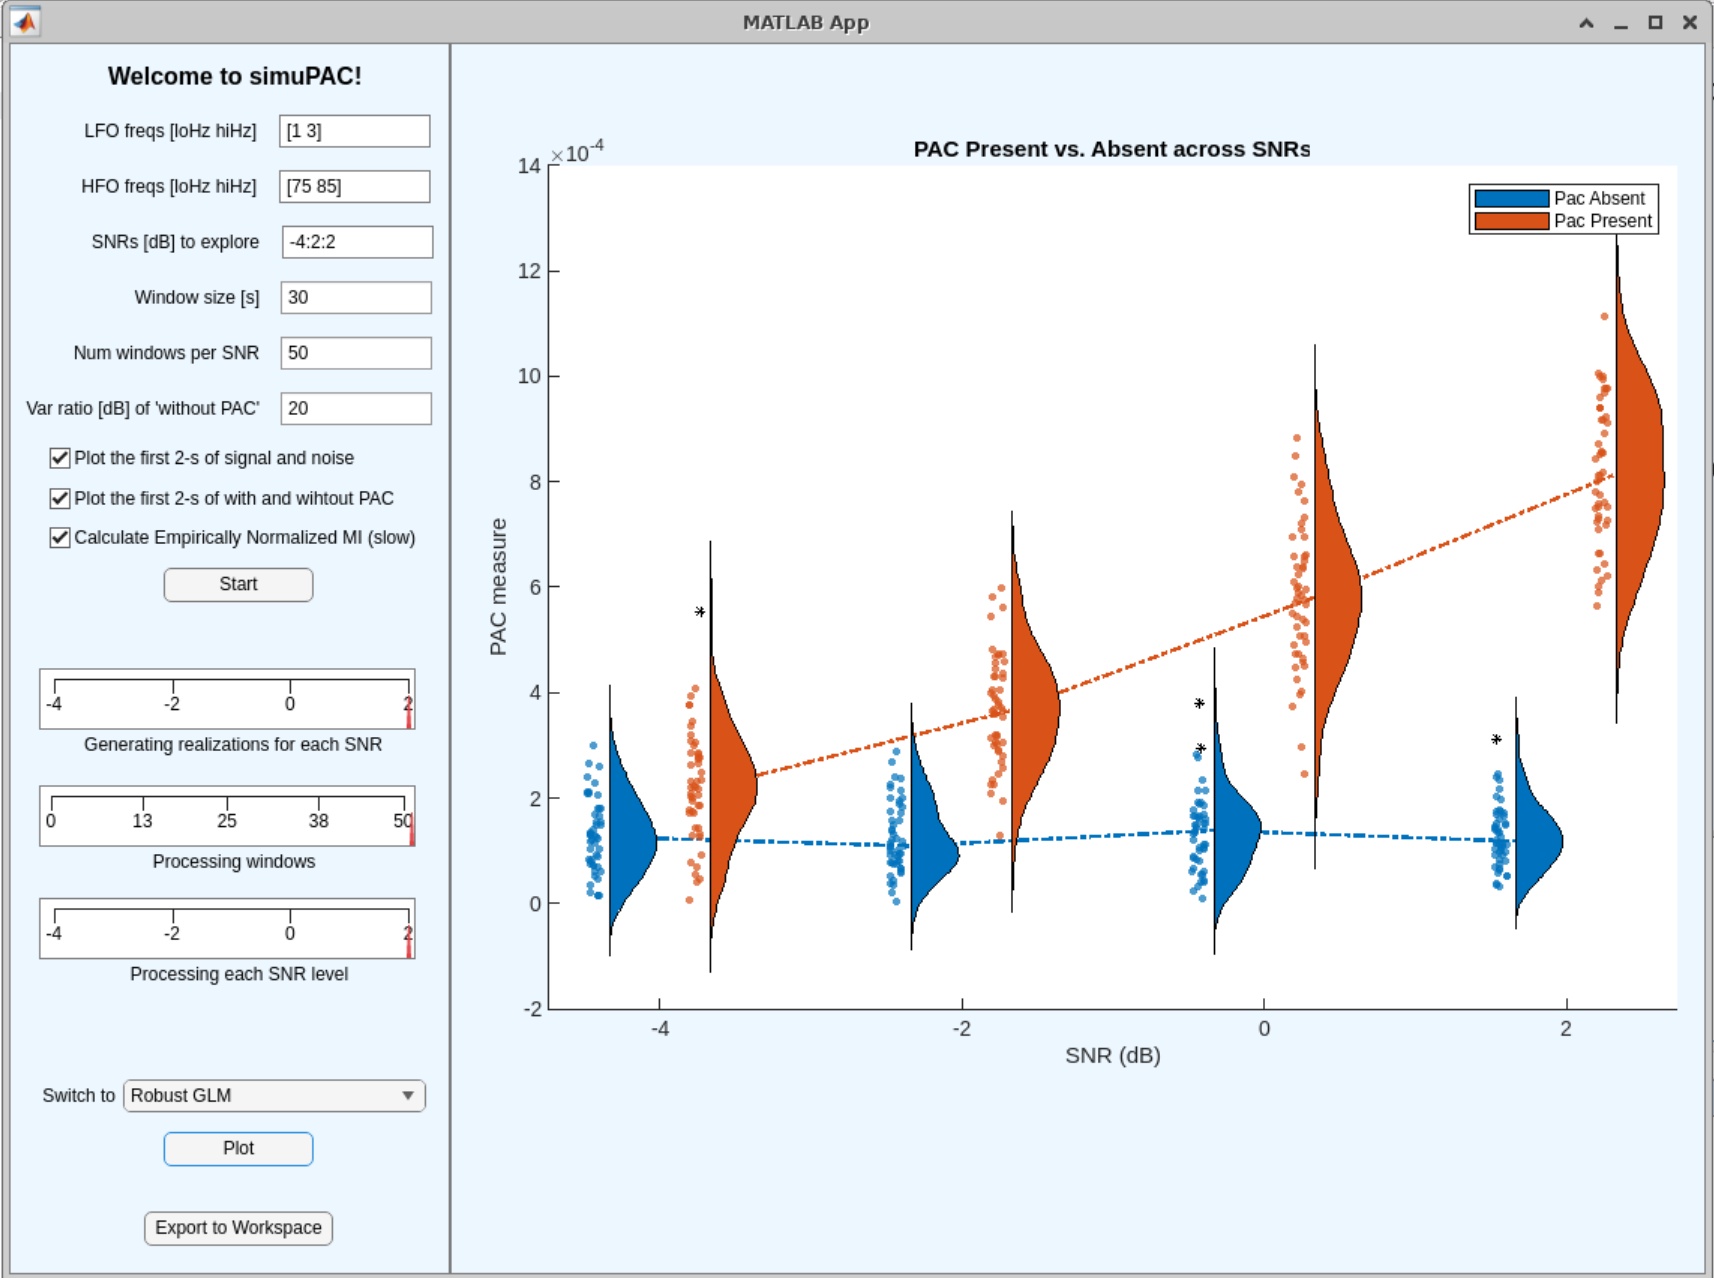 MATLAB App
Welcome to simuPAC!
LFO freqs [loHz hiHz] [1 3]
HFO freqs [loHz hiHz] [75 85]
SNRs [dB] to explore -4:2:2
Window size [s] 30
Num windows per SNR 50
Var ratio [dB] of 'without PAC' 20
Plot the first 2-s of signal and noise
Plot the first 2-s of with and wihtout PAC
Calculate Empirically Normalized MI (slow)
Start
-4 -2 0 2
Generating realizations for each SNR
0 13 25 38 50
Processing windows
-4 -2 0 2
Processing each SNR level
Switch to Robust GLM
Plot
Export to Workspace
PAC Present vs. Absent across SNRs
×10-4
14
12
10
8
6
4
2
0
-2
PAC measure
Pac Absent
Pac Present
-4 -2 0 2
SNR (dB)